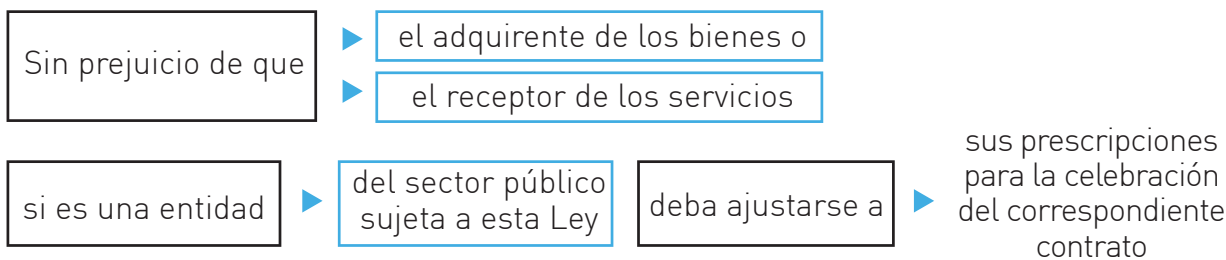 Sin prejuicio de que
el adquirente de los bienes o
el receptor de los servicios
si es una entidad
del sector público
sujeta a esta Ley
deba ajustarse a
sus prescripciones
para la celebración
del correspondiente
contrato